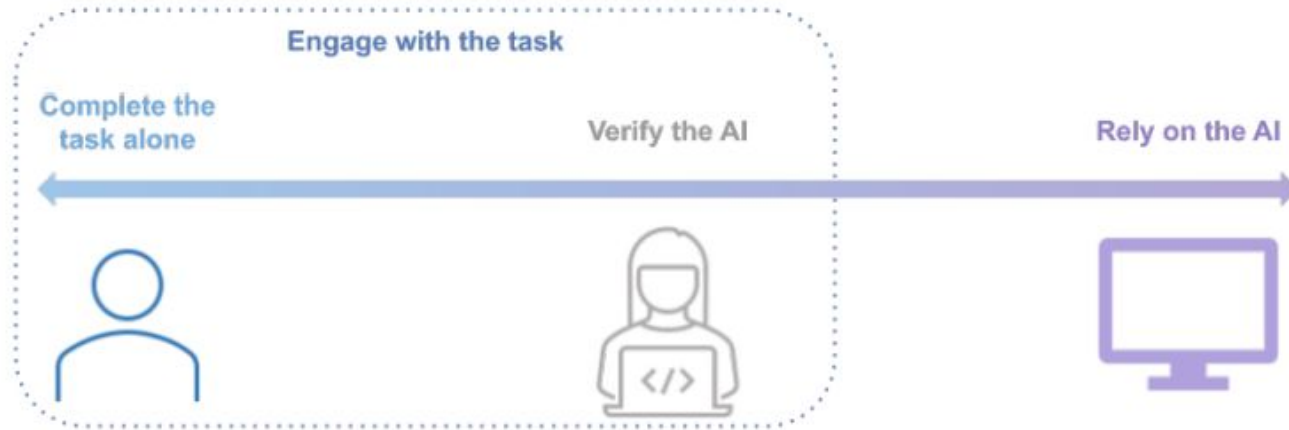 Engage with the task
Complete the
task alone
Verify the AI
Rely on the AI
</>